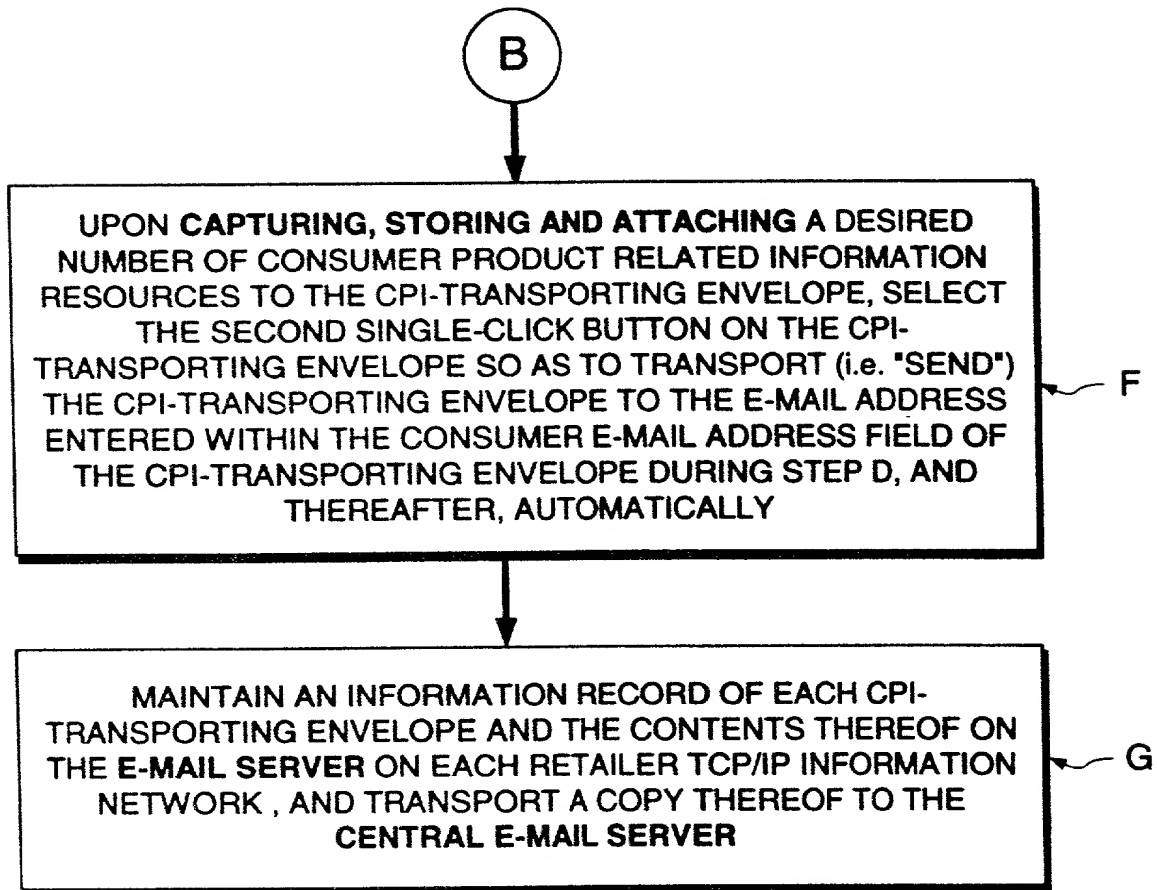 B
UPON CAPTURING, STORING AND ATTACHING A DESIRED
NUMBER OF CONSUMER PRODUCT RELATED INFORMATION
RESOURCES TO THE CPI-TRANSPORTING ENVELOPE, SELECT
THE SECOND SINGLE-CLICK BUTTON ON THE CPI-
TRANSPORTING ENVELOPE SO AS TO TRANSPORT (i.e. "SEND")
THE CPI-TRANSPORTING ENVELOPE TO THE E-MAIL ADDRESS
ENTERED WITHIN THE CONSUMER E-MAIL ADDRESS FIELD OF
THE CPI-TRANSPORTING ENVELOPE DURING STEP D, AND
THEREAFTER, AUTOMATICALLY
F
MAINTAIN AN INFORMATION RECORD OF EACH CPI-
TRANSPORTING ENVELOPE AND THE CONTENTS THEREOF ON
THE E-MAIL SERVER ON EACH RETAILER TCP/IP INFORMATION
NETWORK , AND TRANSPORT A COPY THEREOF TO THE
CENTRAL E-MAIL SERVER
G